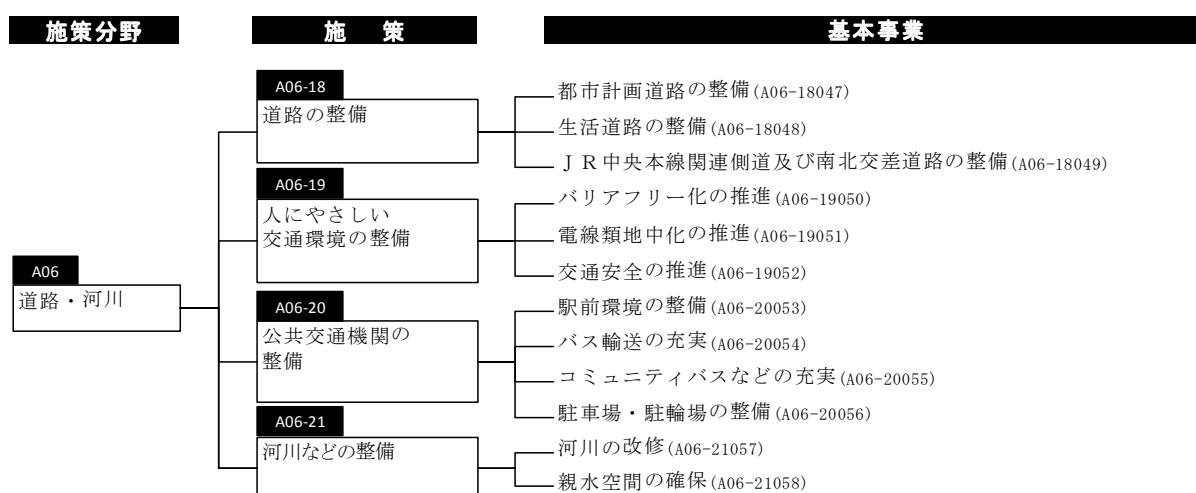 施策分野
施　策
基本事業
A06
道路・河川
A06-18
道路の整備
都市計画道路の整備(A06-18047)
生活道路の整備(A06-18048)
ＪＲ中央本線関連側道及び南北交差道路の整備(A06-18049)
A06-19
人にやさしい
交通環境の整備
バリアフリー化の推進(A06-19050)
電線類地中化の推進(A06-19051)
交通安全の推進(A06-19052)
A06-20
公共交通機関の
整備
駅前環境の整備(A06-20053)
バス輸送の充実(A06-20054)
コミュニティバスなどの充実(A06-20055)
駐車場・駐輪場の整備(A06-20056)
A06-21
河川などの整備
河川の改修(A06-21057)
親水空間の確保(A06-21058)